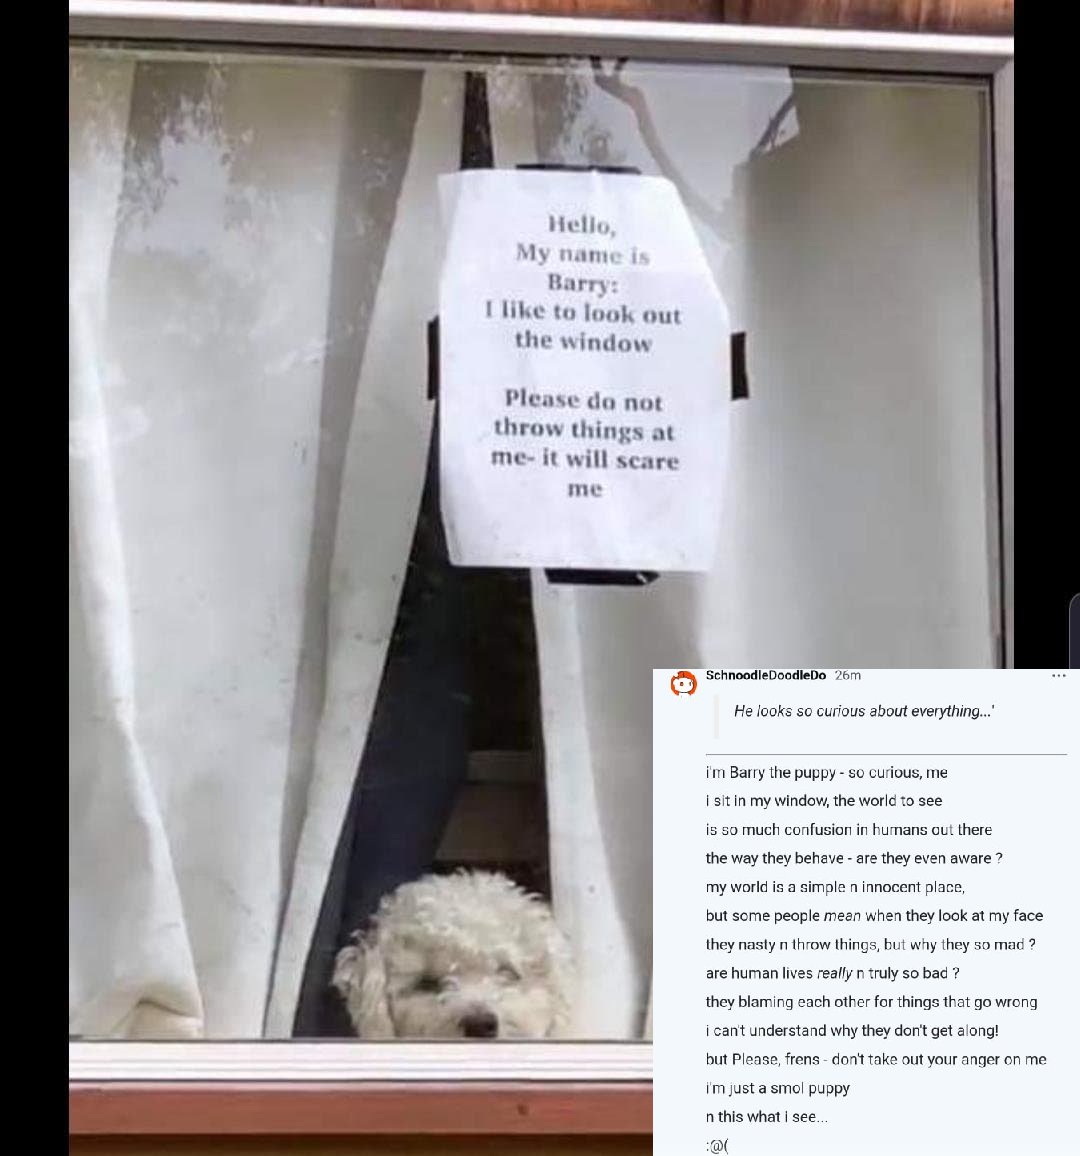 Hello,
My name is
Barry:
I like to look out
the window
Please do not
throw things at
me- it will scare
me
SchnoodleDoodleDo 26m
He looks so curious about everything...'
i'm Barry the puppy - so curious, me
i sit in my window, the world to see
is so much confusion in humans out there
the way they behave - are they even aware ?
my world is a simple n innocent place,
but some people mean when they look at my face
they nasty n throw things, but why they so mad ?
are human lives really n truly so bad ?
they blaming each other for things that go wrong
i can't understand why they don't get along!
but Please, frens - don't take out your anger on me
i'm just a smol puppy
n this what i see...
:@(